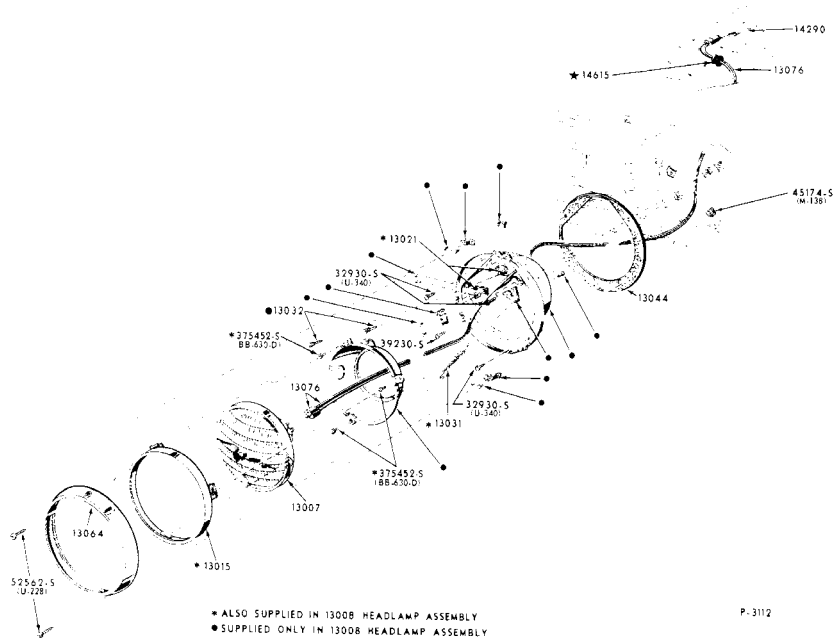 14290
★ 14615
13076
45174-S
(M-138)
* 13021
32930-S
(U-340)
13044
● 13032
* 375452-S
BB-630-D)
39230-S
13076
32930-S
(U-340)
* 13031
* 375452-S
(BB-630-D)
13007
13064
* 13015
52562-S
(U-228)
* ALSO SUPPLIED IN 13008 HEADLAMP ASSEMBLY
● SUPPLIED ONLY IN 13008 HEADLAMP ASSEMBLY
P-3112